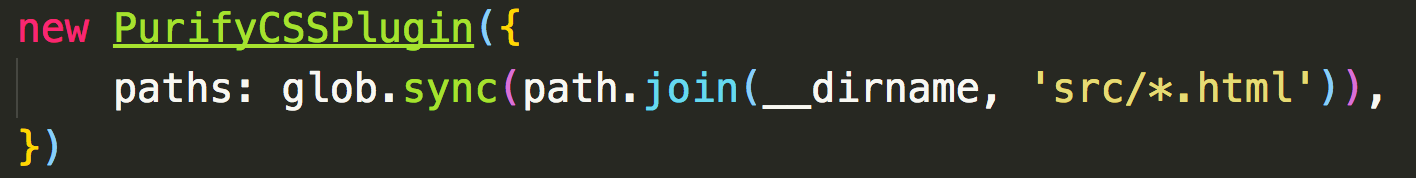 new PurifyCSSPlugin({
    paths: glob.sync(path.join(__dirname, 'src/*.html')),
})